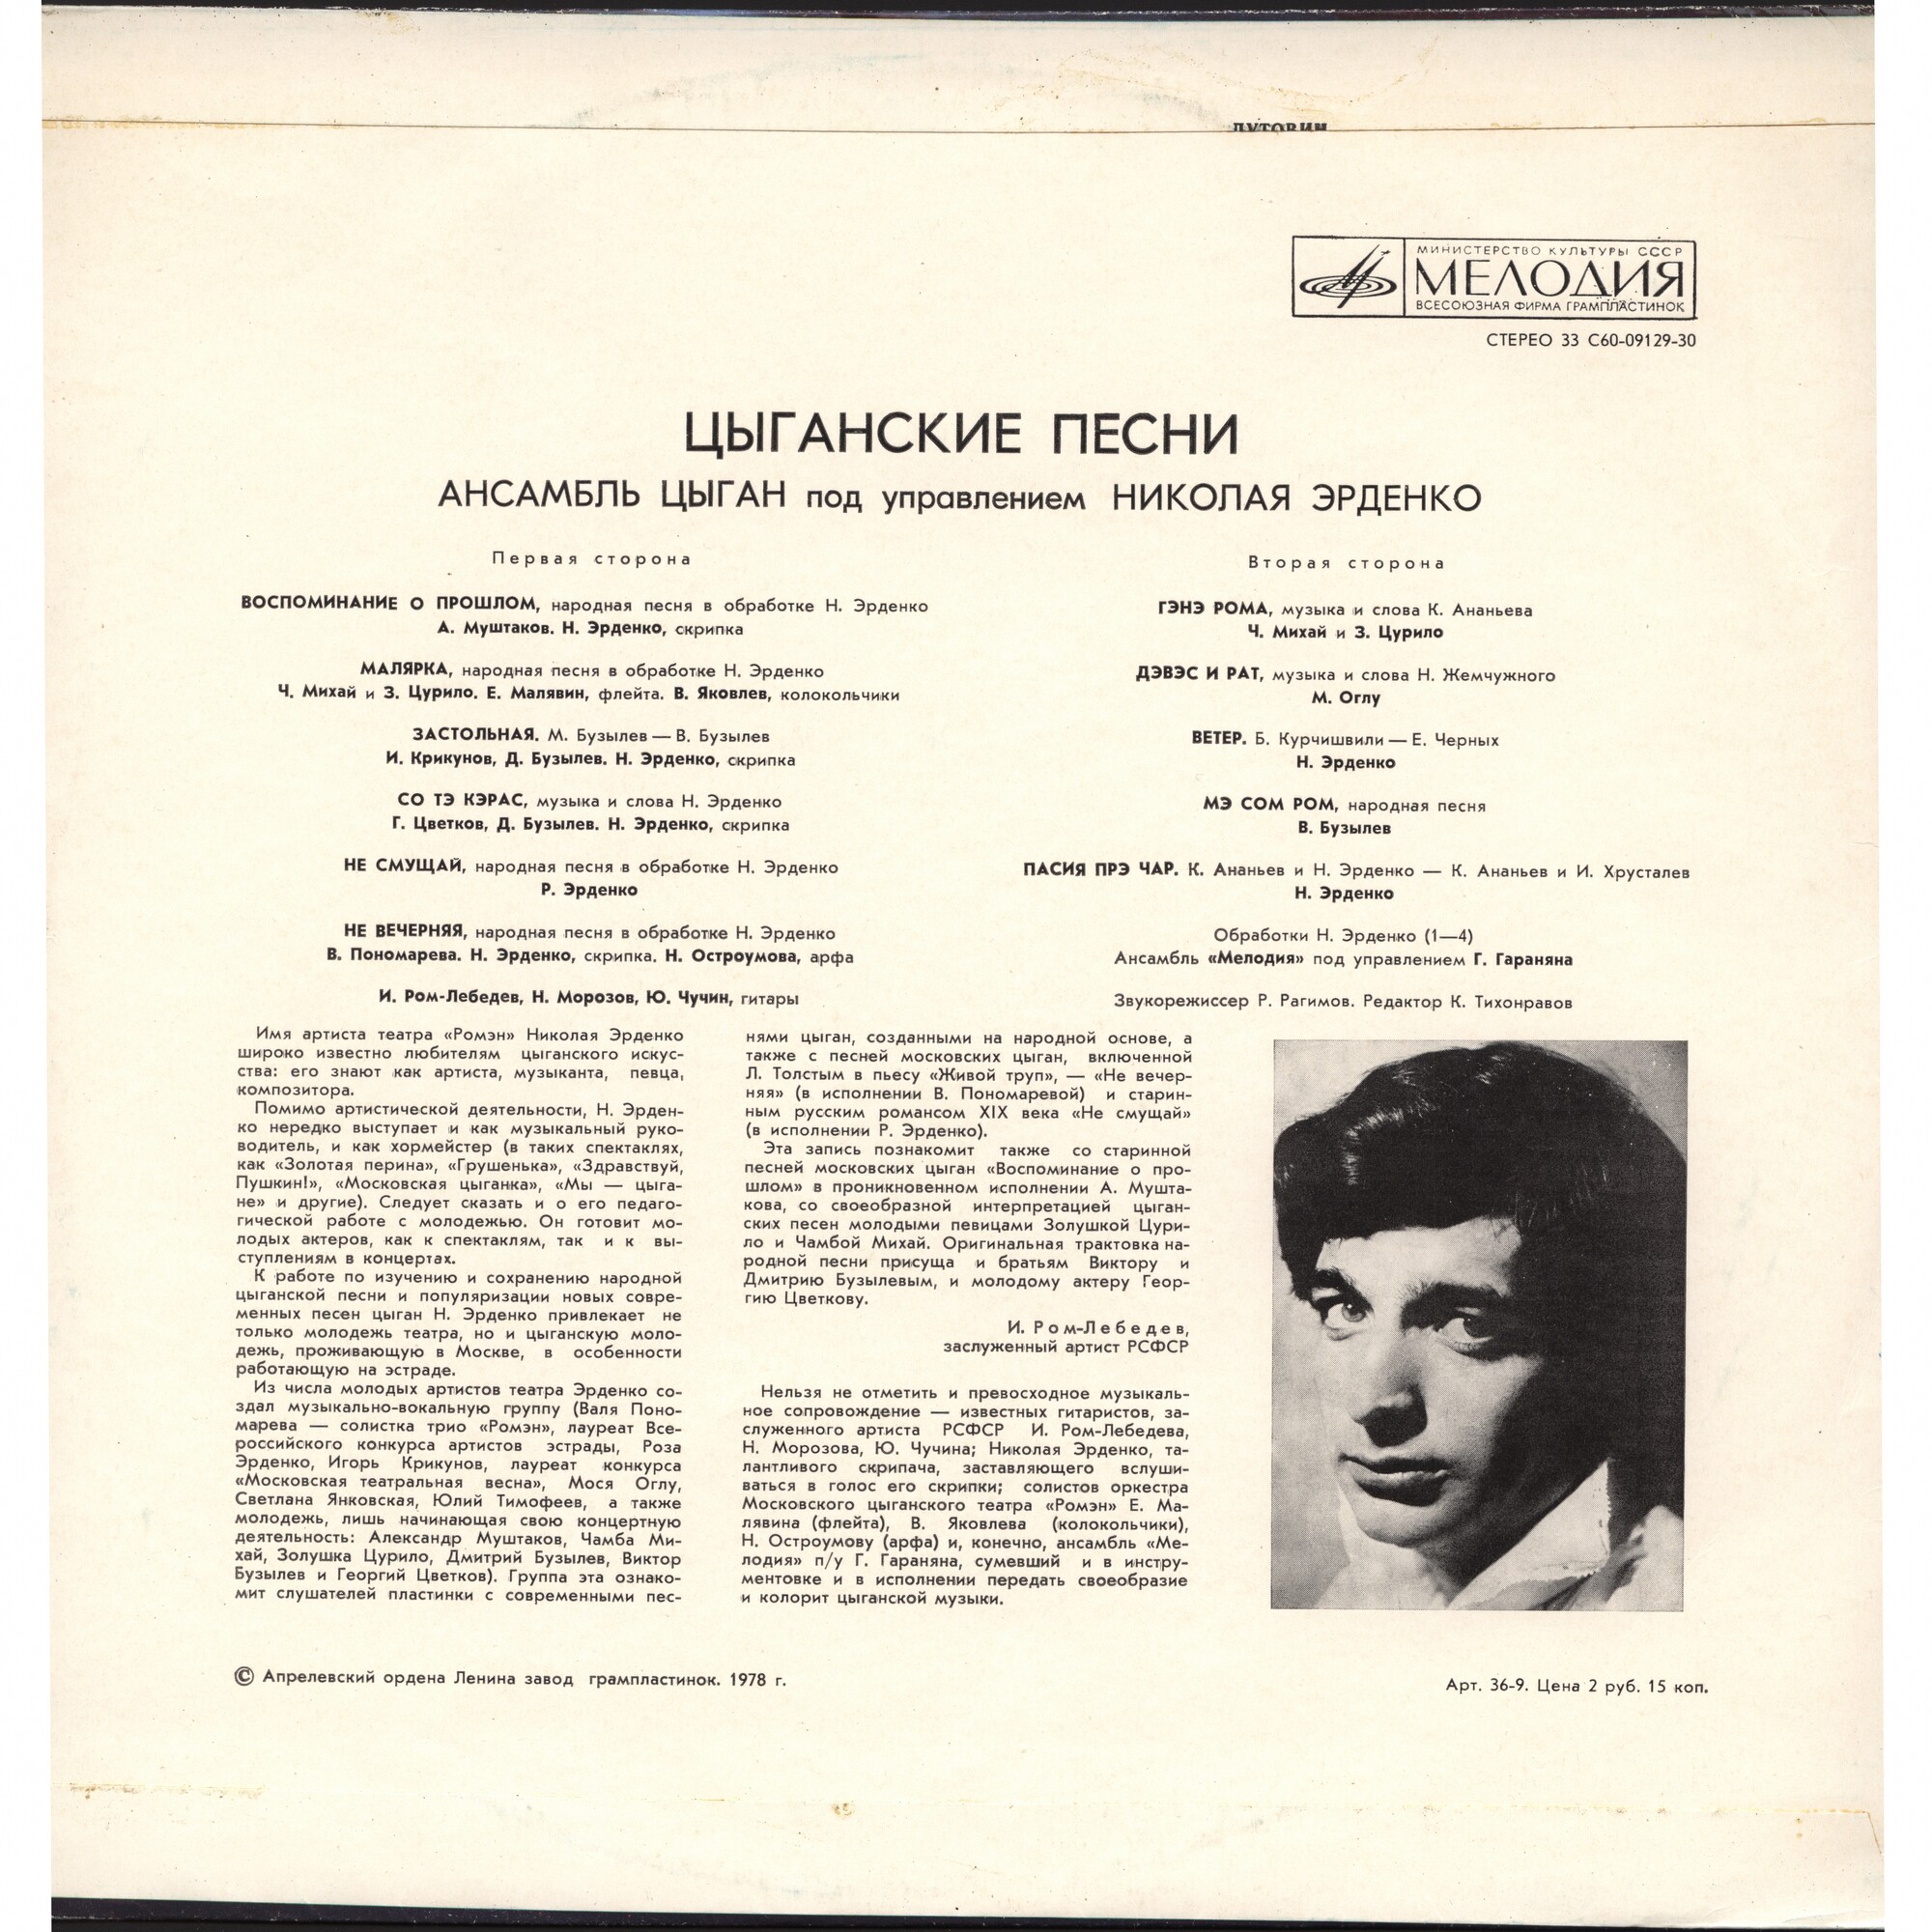 МИНИСТЕРСТВО КУЛЬТУРЫ СССР
МЕЛОДИЯ
ВСЕСОЮЗНАЯ ФИРМА ГРАМПЛАСТИНОК
СТЕРЕО 33 С60-09129-30
ЦЫГАНСКИЕ ПЕСНИ
АНСАМБЛЬ ЦЫГАН под управлением НИКОЛАЯ ЭРДЕНКО
Первая сторона
ВОСПОМИНАНИЕ О ПРОШЛОМ, народная песня в обработке Н. Эрденко
А. Муштаков. Н. Эрденко, скрипка
МАЛЯРКА, народная песня в обработке Н. Эрденко
Ч. Михай и З. Цурило. Е. Малявин, флейта. В. Яковлев, колокольчики
ЗАСТОЛЬНАЯ. М. Бузылев — В. Бузылев
И. Крикунов, Д. Бузылев. Н. Эрденко, скрипка
СО ТЭ КЭРАС, музыка и слова Н. Эрденко
Г. Цветков, Д. Бузылев. Н. Эрденко, скрипка
НЕ СМУЩАЙ, народная песня в обработке Н. Эрденко
Р. Эрденко
НЕ ВЕЧЕРНЯЯ, народная песня в обработке Н. Эрденко
В. Пономарева. Н. Эрденко, скрипка. Н. Остроумова, арфа
И. Ром-Лебедев, Н. Морозов, Ю. Чучин, гитары
Вторая сторона
ГЭНЭ РОМА, музыка и слова К. Ананьева
Ч. Михай и З. Цурило
ДЭВЭС И РАТ, музыка и слова Н. Жемчужного
М. Оглу
ВЕТЕР. Б. Курчишвили — Е. Черных
Н. Эрденко
МЭ СОМ РОМ, народная песня
В. Бузылев
ПАСИЯ ПРЭ ЧАР. К. Ананьев и Н. Эрденко — К. Ананьев и И. Хрусталев
Н. Эрденко
Обработки Н. Эрденко (1—4)
Ансамбль «Мелодия» под управлением Г. Гараняна
Звукорежиссер Р. Рагимов. Редактор К. Тихонравов
Имя артиста театра «Ромэн» Николая Эрденко
широко известно любителям цыганского искус-
ства: его знают как артиста, музыканта, певца,
композитора.
Помимо артистической деятельности, Н. Эрден-
ко нередко выступает и как музыкальный руко-
водитель, и как хормейстер (в таких спектаклях,
как «Золотая перина», «Грушенька», «Здравствуй,
Пушкин!», «Московская цыганка», «Мы — цыга-
не» и другие). Следует сказать и о его педаго-
гической работе с молодежью. Он готовит мо-
лодых актеров, как к спектаклям, так и к вы-
ступлениям в концертах.
К работе по изучению и сохранению народной
цыганской песни и популяризации новых совре-
менных песен цыган Н. Эрденко привлекает не
только молодежь театра, но и цыганскую моло-
дежь, проживающую в Москве, в особенности
работающую на эстраде.
Из числа молодых артистов театра Эрденко со-
здал музыкально-вокальную группу (Валя Поно-
марева — солистка трио «Ромэн», лауреат Все-
российского конкурса артистов эстрады, Роза
Эрденко, Игорь Крикунов, лауреат конкурса
«Московская театральная весна», Мося Оглу,
Светлана Янковская, Юлий Тимофеев, а также
молодежь, лишь начинающая свою концертную
деятельность: Александр Муштаков, Чамба Ми-
хай, Золушка Цурило, Дмитрий Бузылев, Виктор
Бузылев и Георгий Цветков). Группа эта ознако-
мит слушателей пластинки с современными пес-
нями цыган, созданными на народной основе, а
также с песней московских цыган, включенной
Л. Толстым в пьесу «Живой труп», — «Не вечер-
няя» (в исполнении В. Пономаревой) и старин-
ным русским романсом XIX века «Не смущай»
(в исполнении Р. Эрденко).
Эта запись познакомит также со старинной
песней московских цыган «Воспоминание о про-
шлом» в проникновенном исполнении А. Мушта-
кова, со своеобразной интерпретацией цыган-
ских песен молодыми певицами Золушкой Цури-
ло и Чамбой Михай. Оригинальная трактовка на-
родной песни присуща и братьям Виктору и
Дмитрию Бузылевым, и молодому актеру Геор-
гию Цветкову.
И. Ром-Лебедев,
заслуженный артист РСФСР
Нельзя не отметить и превосходное музыкаль-
ное сопровождение — известных гитаристов, за-
служенного артиста РСФСР И. Ром-Лебедева,
Н. Морозова, Ю. Чучина; Николая Эрденко, та-
лантливого скрипача, заставляющего вслуши-
ваться в голос его скрипки; солистов оркестра
Московского цыганского театра «Ромэн» Е. Ма-
лявина (флейта), В. Яковлева (колокольчики),
Н. Остроумову (арфа) и, конечно, ансамбль «Ме-
лодия» п/у Г. Гараняна, сумевший и в инстру-
ментовке и в исполнении передать своеобразие
и колорит цыганской музыки.
© Апрелевский ордена Ленина завод грампластинок. 1978 г.
Арт. 36-9. Цена 2 руб. 15 коп.